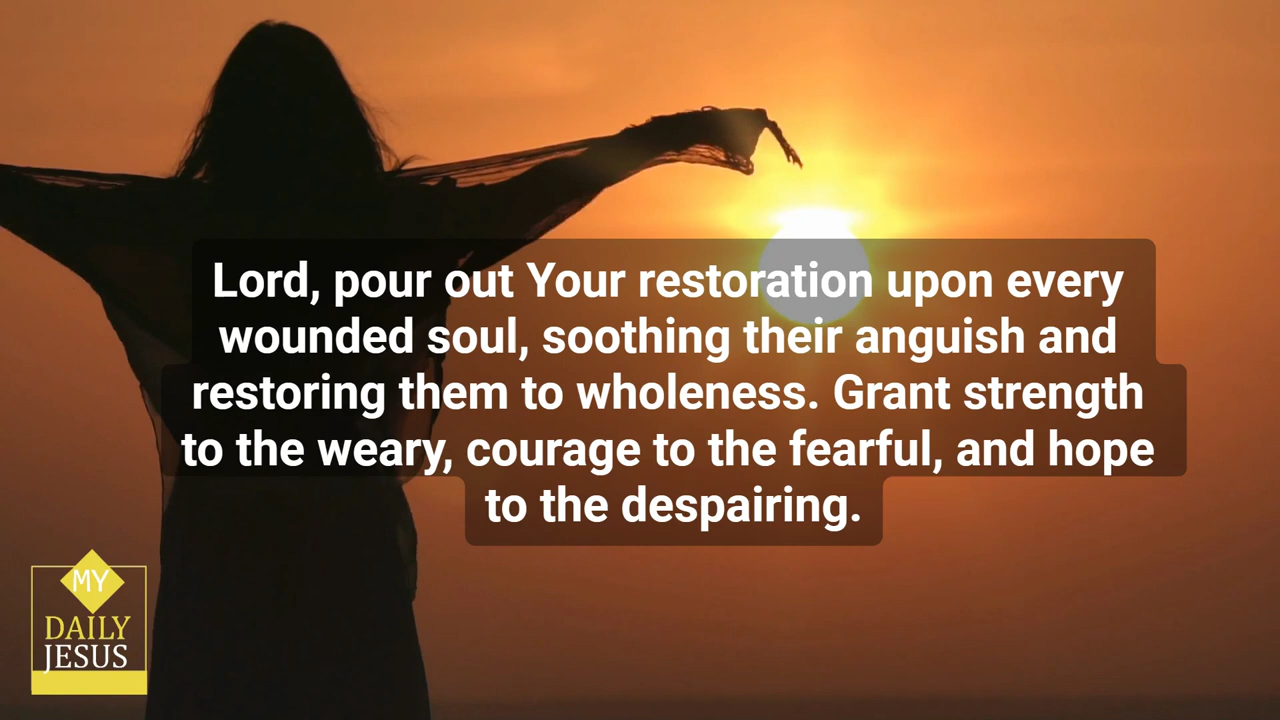 Lord, pour out Your restoration upon every
wounded soul, soothing their anguish and
restoring them to wholeness. Grant strength
to the weary, courage to the fearful, and hope
to the despairing.
MY
DAILY
JESUS